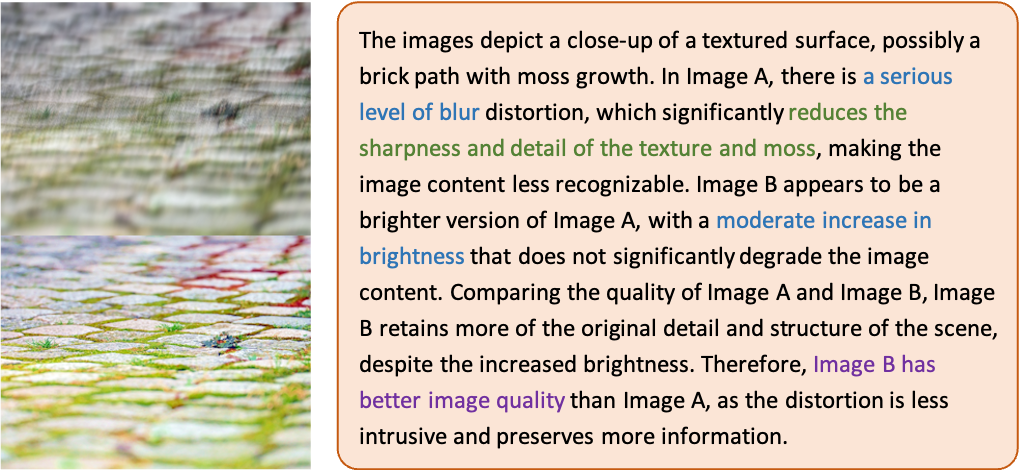 The images depict a close-up of a textured surface, possibly a
brick path with moss growth. In Image A, there is a serious
level of blur distortion, which significantly reduces the
sharpness and detail of the texture and moss, making the
image content less recognizable. Image B appears to be a
brighter version of Image A, with a moderate increase in
brightness that does not significantly degrade the image
content. Comparing the quality of Image A and Image B, Image
B retains more of the original detail and structure of the scene,
despite the increased brightness. Therefore, Image B has
better image quality than Image A, as the distortion is less
intrusive and preserves more information.